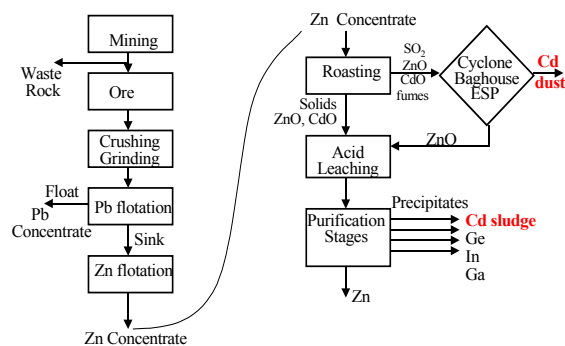 Mining
Waste
Rock
Ore
Crushing
Grinding
Float
Pb
Concentrate
Pb flotation
Sink
Zn flotation
Zn Concentrate
Zn Concentrate
Roasting
SO2
ZnO
CdO
fumes
Cyclone
Baghouse
ESP
Cd
dust
Solids
ZnO, CdO
ZnO
Acid
Leaching
Precipitates
Purification
Stages
Cd sludge
Ge
In
Ga
Zn